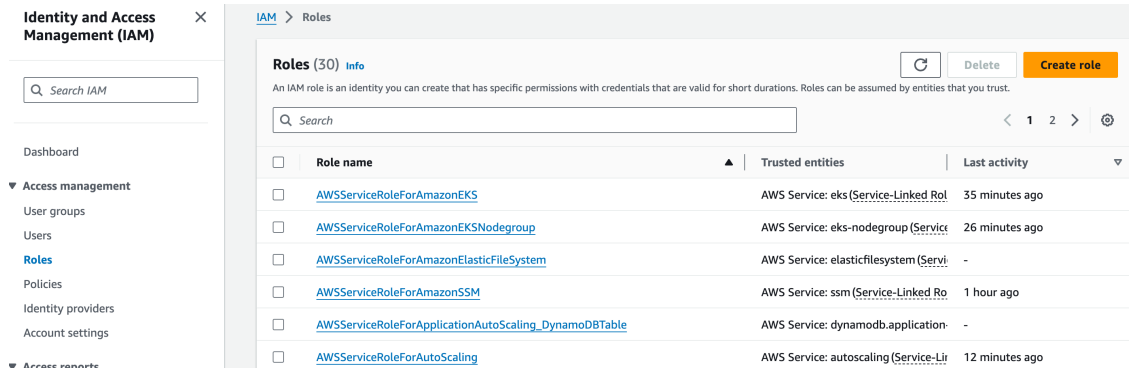 Identity and Access
Management (IAM)
Search IAM
Dashboard
Access management
User groups
Users
Roles
Policies
Identity providers
Account settings
Access reports
IAM > Roles
Roles (30) Info
Delete
Create role
An IAM role is an identity you can create that has specific permissions with credentials that are valid for short durations. Roles can be assumed by entities that you trust.
Search
1 2
Role name Trusted entities Last activity
AWSServiceRoleForAmazonEKS AWS Service: eks (Service-Linked Rol 35 minutes ago
AWSServiceRoleForAmazonEKSNodegroup AWS Service: eks-nodegroup (Service 26 minutes ago
AWSServiceRoleForAmazonElasticFileSystem AWS Service: elasticfilesystem (Servi -
AWSServiceRoleForAmazonSSM AWS Service: ssm (Service-Linked Ro 1 hour ago
AWSServiceRoleForApplicationAutoScaling_DynamoDBTable AWS Service: dynamodb.application- -
AWSServiceRoleForAutoScaling AWS Service: autoscaling (Service-Lir 12 minutes ago